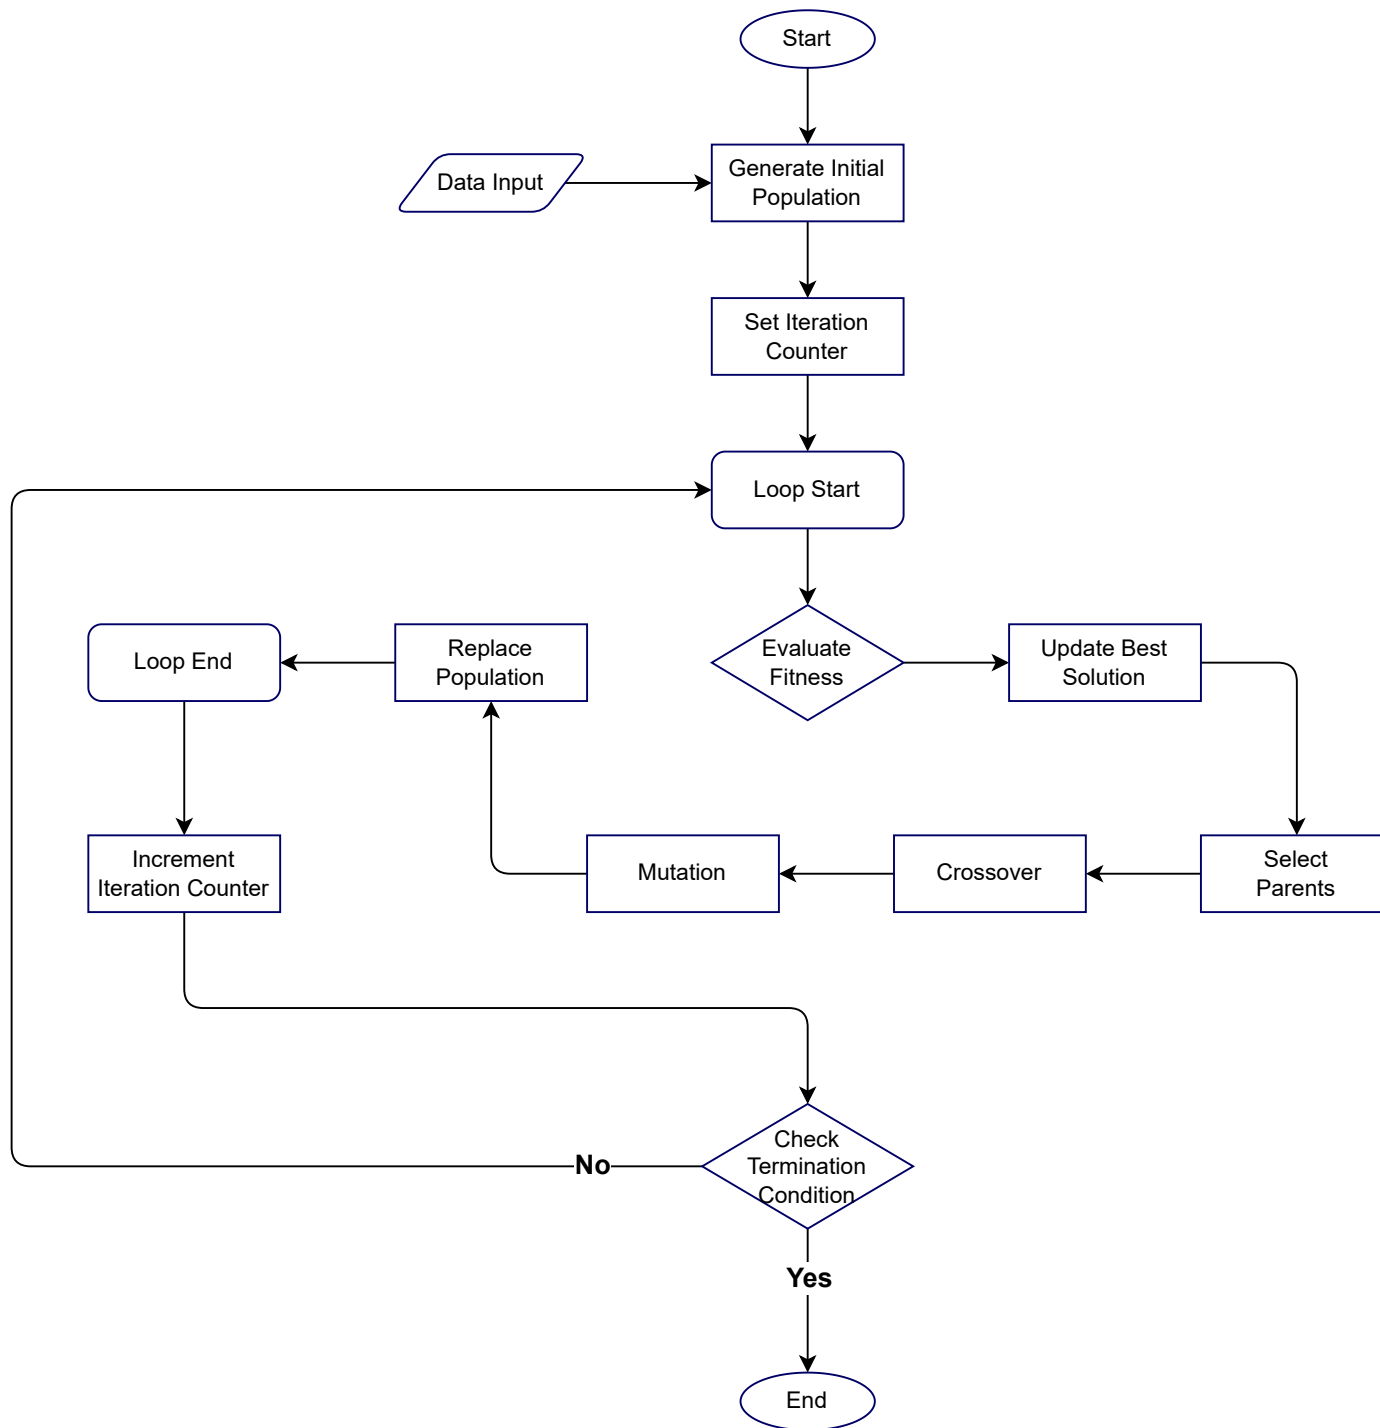 Start
Data Input
Generate Initial
Population
Set Iteration
Counter
Loop Start
Loop End
Replace
Population
Evaluate
Fitness
Update Best
Solution
Increment
Iteration Counter
Mutation
Crossover
Select
Parents
Check
Termination
Condition
No
Yes
End